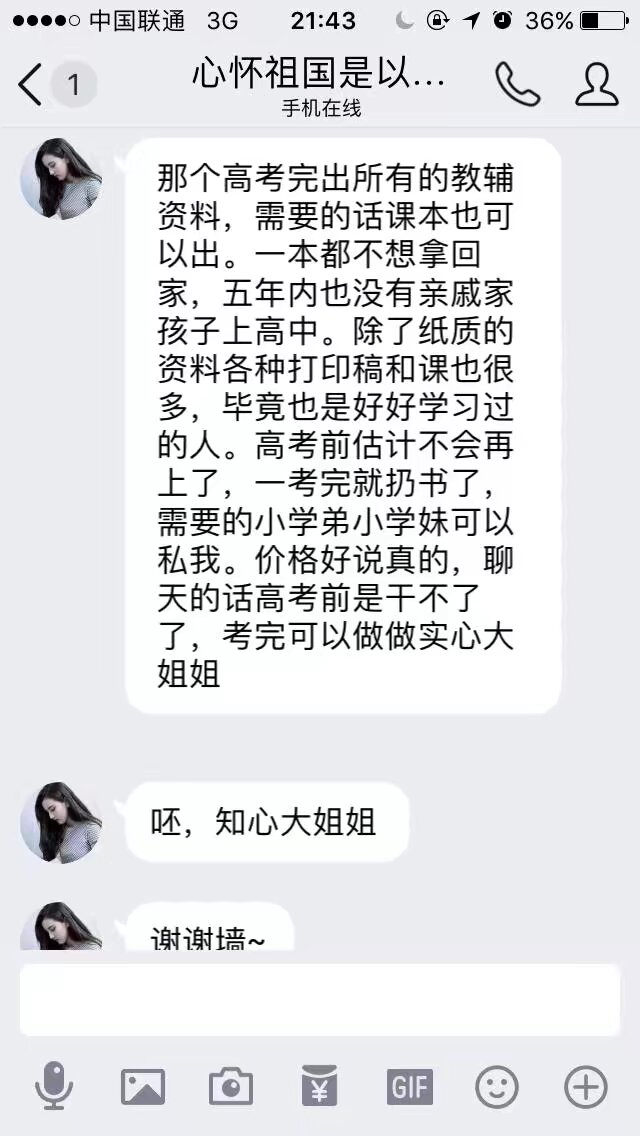 中国联通 3G 21:43 36%
1
心怀祖国是以...
手机在线
那个高考完出所有的教辅
资料，需要的话课本也可
以出。一本都不想拿回
家，五年内也没有亲戚家
孩子上高中。除了纸质的
资料各种打印稿和课也很
多，毕竟也是好好学习过
的人。高考前估计不会再
上了，一考完就扔书了，
需要的小学弟小学妹可以
私我。价格好说真的，聊
天的话高考前是干不了
了，考完可以做做实心大
姐姐
呸，知心大姐姐
谢谢墙~
¥
GIF